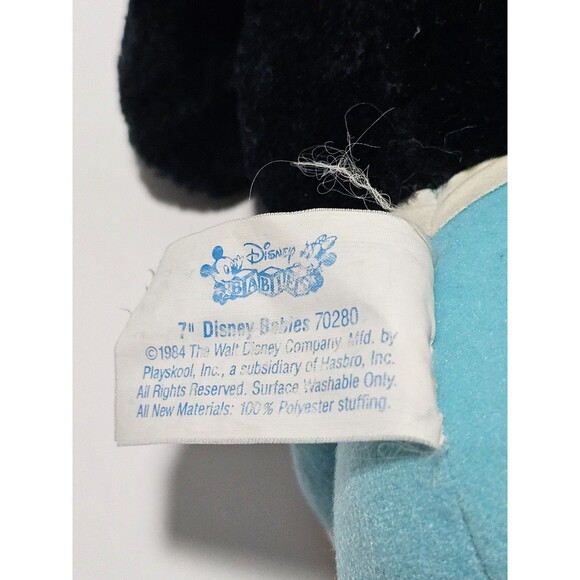 Disney
BABIES
7" Disney Babies 70280
©1984 The Walt Disney Company. Mfd. by
Playskool, Inc., a subsidiary of Hasbro, Inc.
All Rights Reserved. Surface Washable Only.
All New Materials: 100% Polyester stuffing.